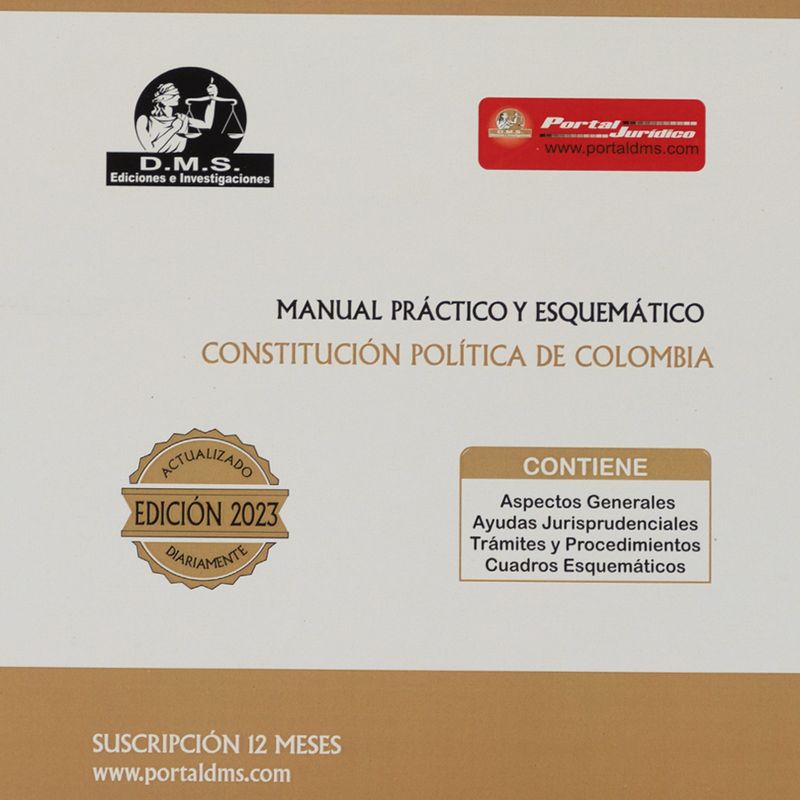 D.M.S.
Ediciones e Investigaciones
D.M.S.
Portal
Jurídico
www.portaldms.com
MANUAL PRÁCTICO Y ESQUEMÁTICO
CONSTITUCIÓN POLÍTICA DE COLOMBIA
ACTUALIZADO
EDICIÓN 2023
DIARIAMENTE
CONTIENE
Aspectos Generales
Ayudas Jurisprudenciales
Trámites y Procedimientos
Cuadros Esquemáticos
SUSCRIPCIÓN 12 MESES
www.portaldms.com